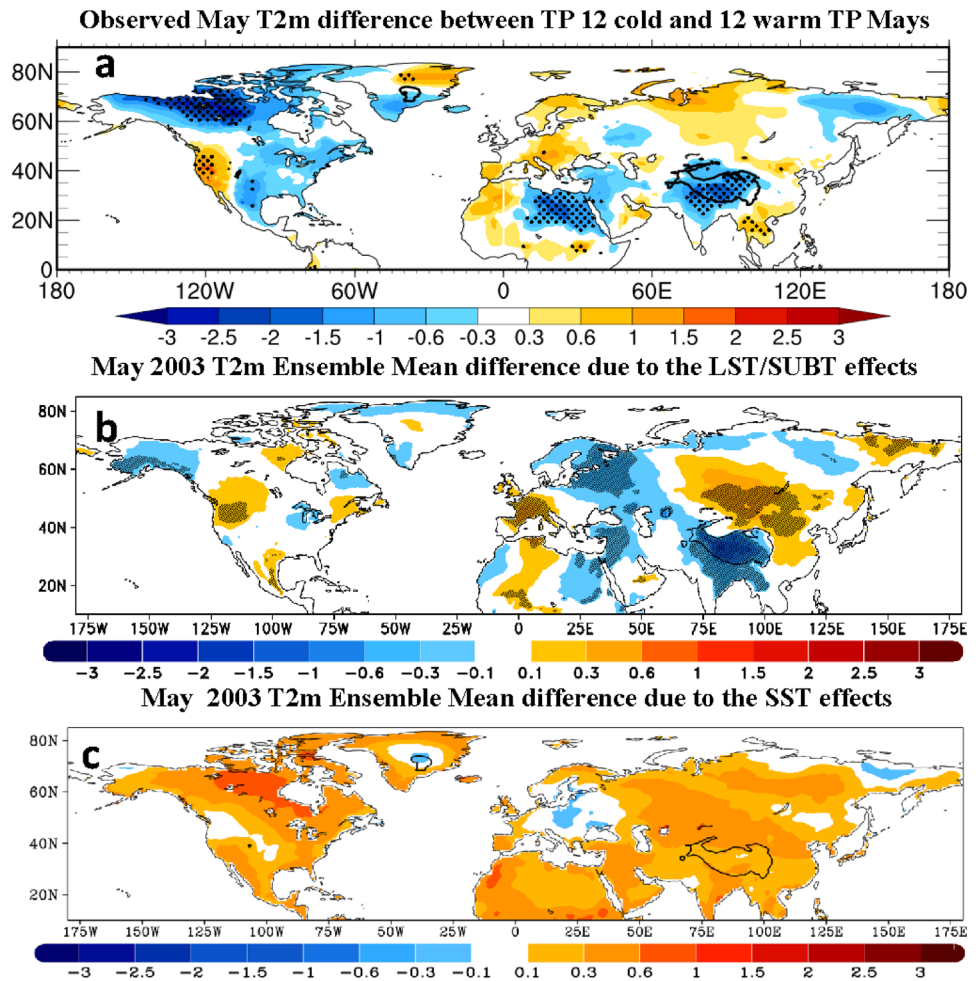 Observed May T2m difference between TP 12 cold and 12 warm TP Mays
a
80N
60N
40N
20N
0
180 120W 60W 0 60E 120E 180
-3 -2.5 -2 -1.5 -1 -0.6 -0.3 0.3 0.6 1 1.5 2 2.5 3
May 2003 T2m Ensemble Mean difference due to the LST/SUBT effects
b
80N
60N
40N
20N
175W 150W 125W 100W 75W 50W 25W 0 25E 50E 75E 100E 125E 150E 175E
-3 -2.5 -2 -1.5 -1 -0.6 -0.3 -0.1 0.1 0.3 0.6 1 1.5 2 2.5 3
May 2003 T2m Ensemble Mean difference due to the SST effects
c
80N
60N
40N
20N
175W 150W 125W 100W 75W 50W 25W 0 25E 50E 75E 100E 125E 150E 175E
-3 -2.5 -2 -1.5 -1 -0.6 -0.3 -0.1 0.1 0.3 0.6 1 1.5 2 2.5 3